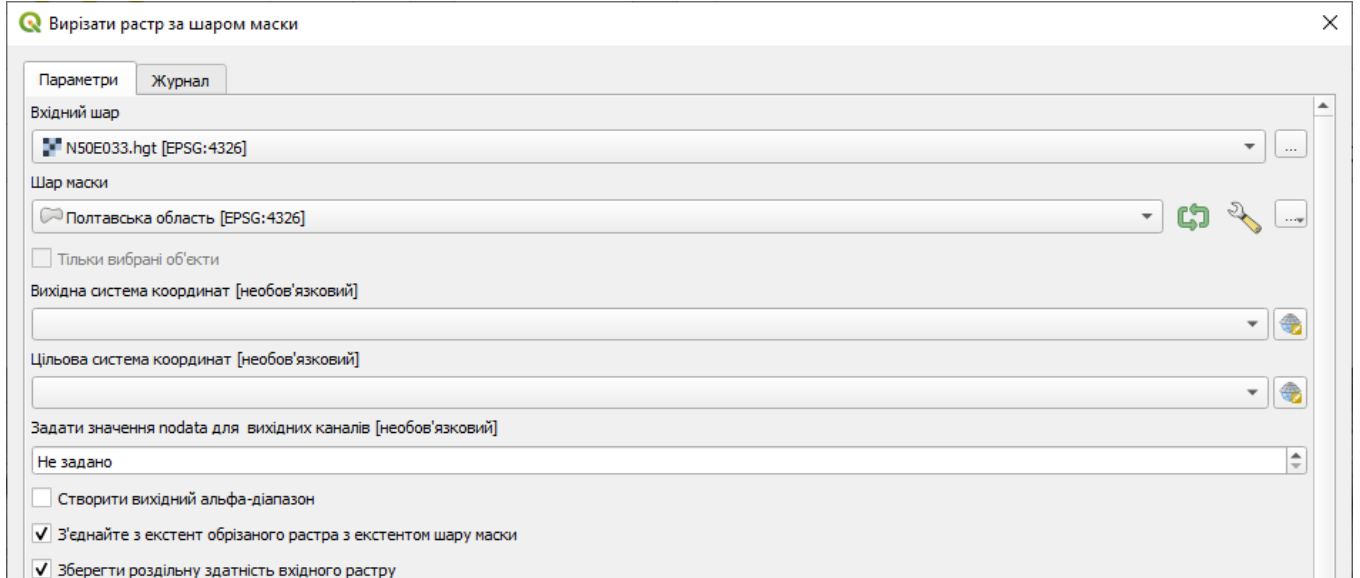 Вирізати растр за шаром маски
Параметри
Журнал
Вхідний шар
N50E033.hgt [EPSG:4326]
...
Шар маски
Полтавська область [EPSG:4326]
...
Тільки вибрані об'єкти
Вихідна система координат [необов'язковий]
Цільова система координат [необов'язковий]
Задати значення nodata для  вихідних каналів [необов'язковий]
Не задано
Створити вихідний альфа-діапазон
З'єднайте з екстент обрізаного растра з екстентом шару маски
Зберегти роздільну здатність вхідного растру